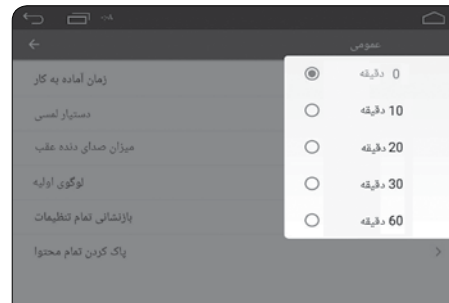 عمومی
زمان آماده به کار
دستیار لمسی
میزان صدای دنده عقب
لوگوی اولیه
بازنشانی تمام تنظیمات
پاک کردن تمام محتوا
0 دقیقه
10 دقیقه
20 دقیقه
30 دقیقه
60 دقیقه